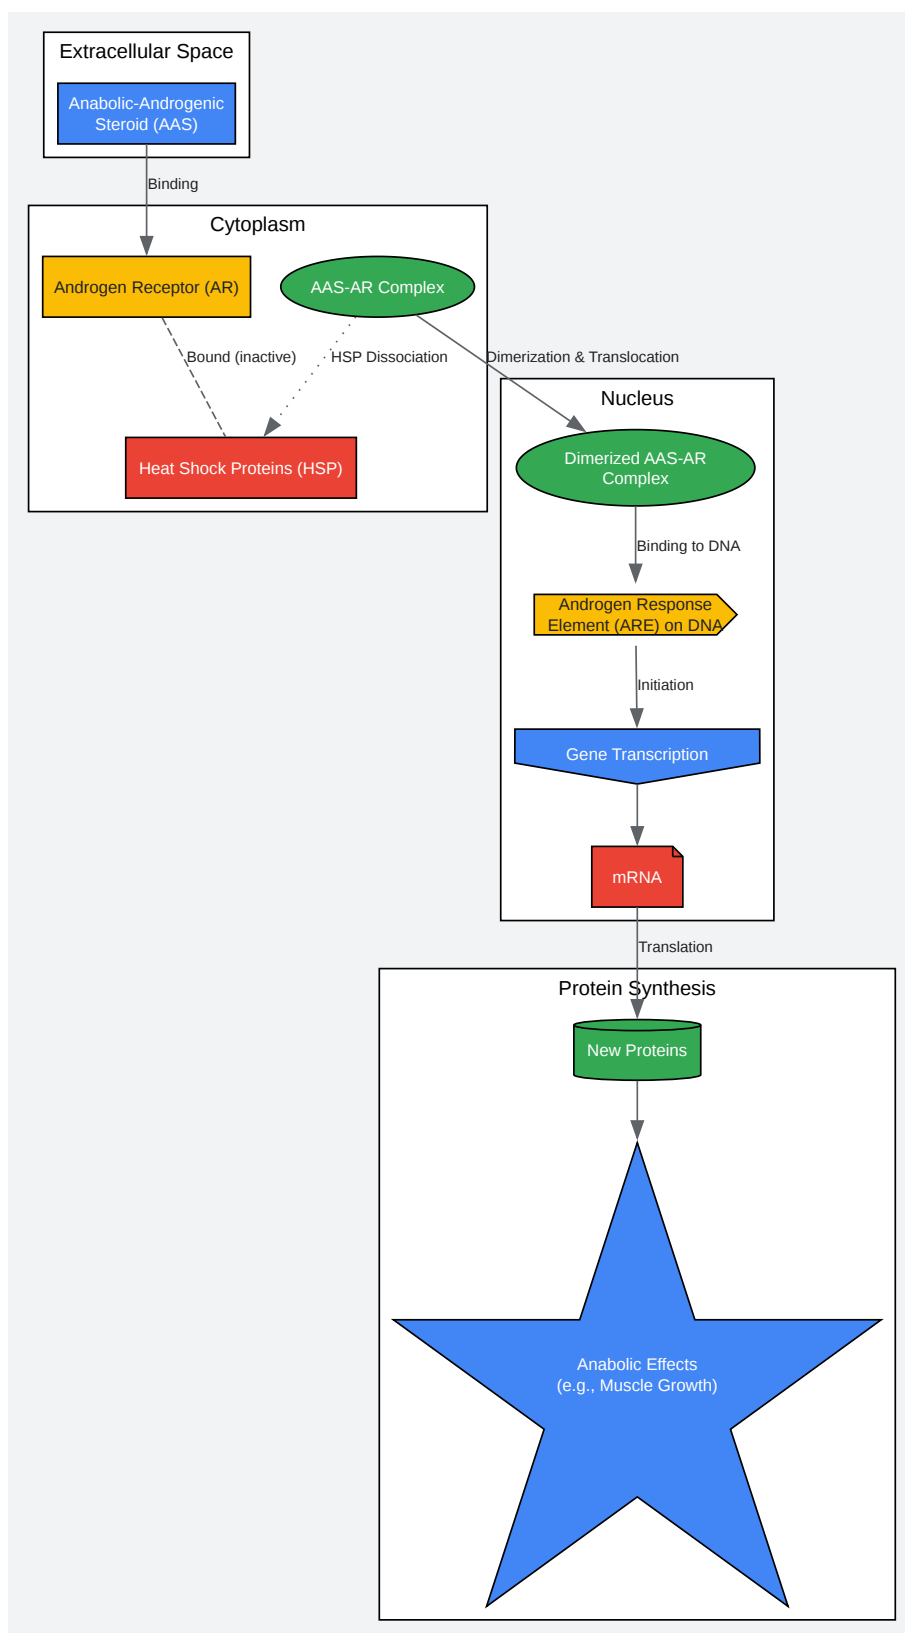 Extracellular Space
Anabolic-Androgenic
Steroid (AAS)
Binding
Cytoplasm
Androgen Receptor (AR)
AAS-AR Complex
Bound (inactive)
HSP Dissociation
Dimerization & Translocation
Heat Shock Proteins (HSP)
Nucleus
Dimerized AAS-AR
Complex
Binding to DNA
Androgen Response
Element (ARE) on DNA
Initiation
Gene Transcription
mRNA
Translation
Protein Synthesis
New Proteins
Anabolic Effects
(e.g., Muscle Growth)